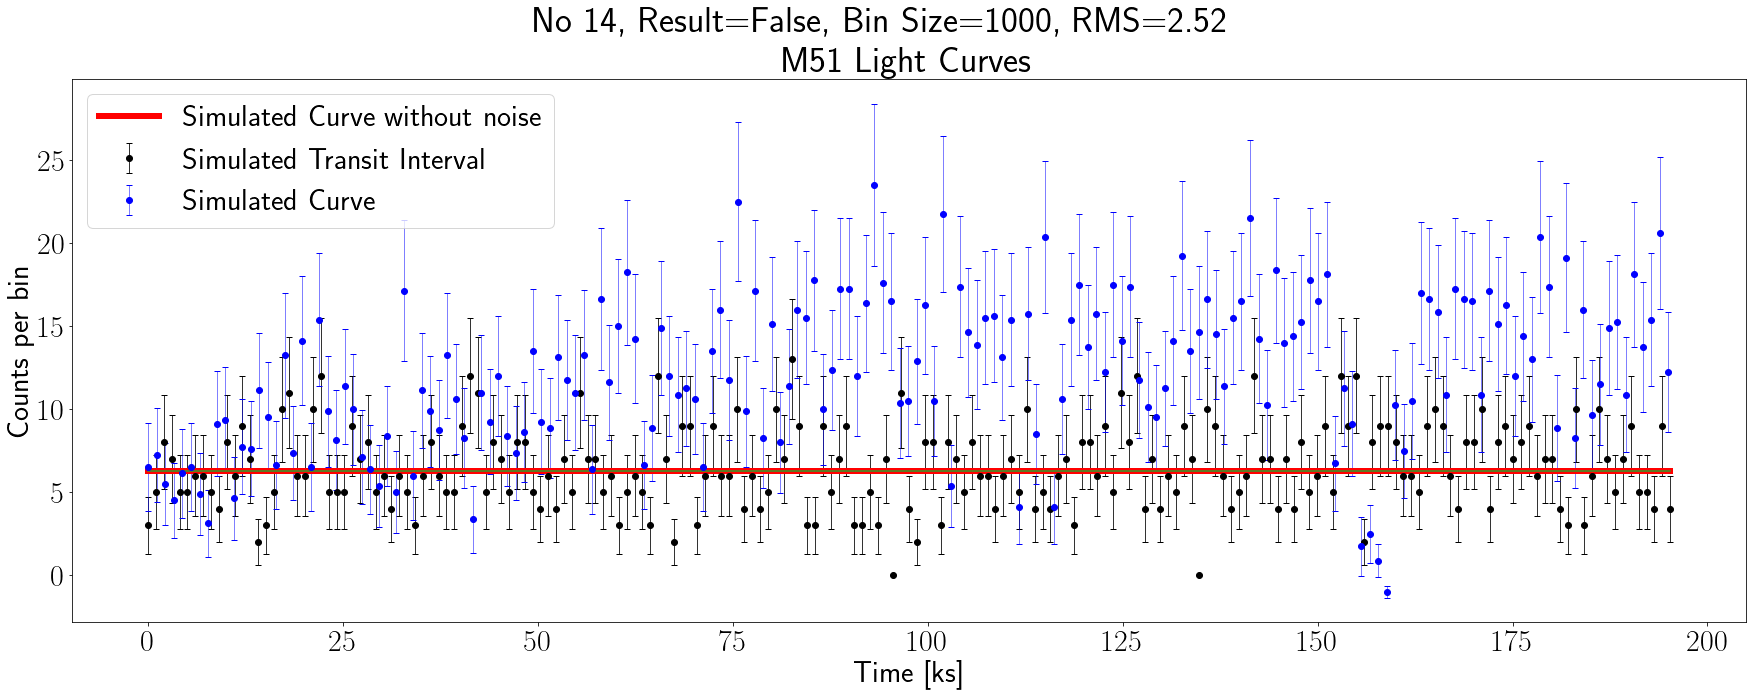 No 14, Result=False, Bin Size=1000, RMS=2.52
M51 Light Curves
Simulated Curve without noise
Simulated Transit Interval
Simulated Curve
Counts per bin
25
20
15
10
5
0
0 25 50 75 100 125 150 175 200
Time [ks]